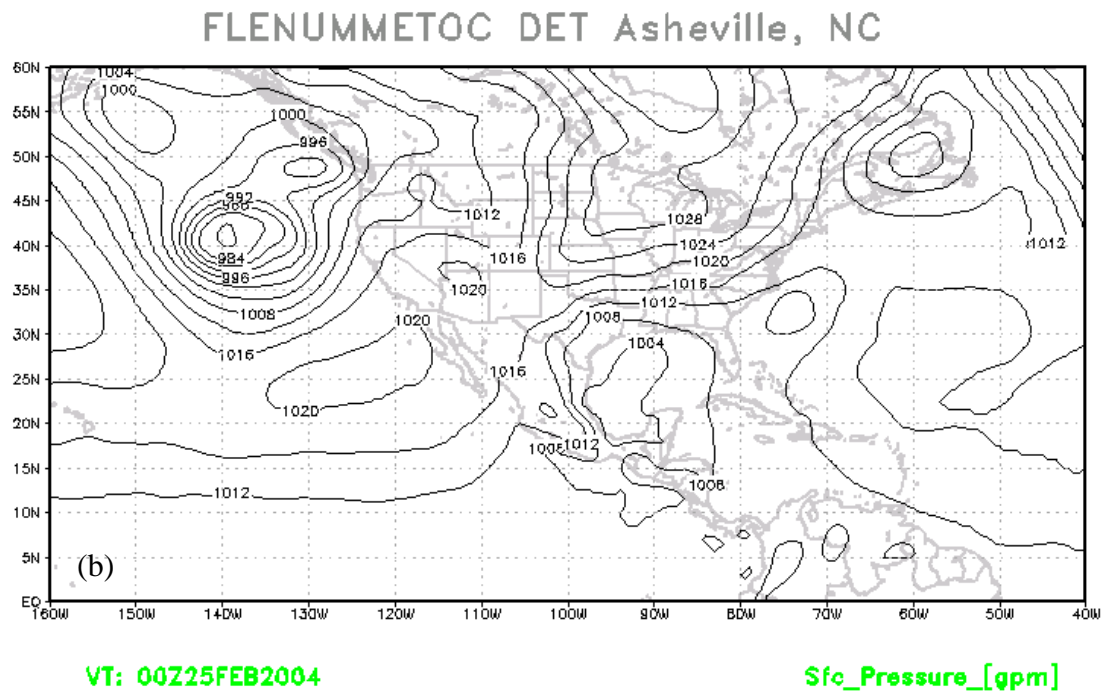 FLENUMMETOC DET Asheville, NC
60N
55N
50N
45N
40N
35N
30N
25N
20N
15N
10N
5N
EQ
1004
1000
1000
996
992
984
996
1008
1016
1012
1016
1020
1020
1020
1016
1028
1024
1020
1016
1012
1008
1004
1012
1012
1008
1012
(b)
160W 150W 140W 130W 120W 110W 100W 90W 80W 70W 60W 50W 40W
VT: 00Z25FEB2004
Sfc_Pressure_[gpm]